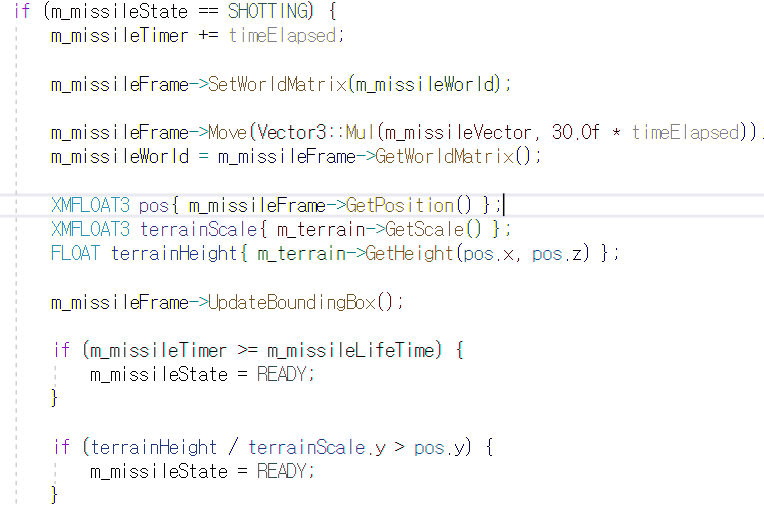 if (m_missileState == SHOTTING) {
m_missileTimer += timeElapsed;
m_missileFrame->SetWorldMatrix(m_missileWorld);
m_missileFrame->Move(Vector3::Mul(m_missileVector, 30.0f * timeElapsed)).
m_missileWorld = m_missileFrame->GetWorldMatrix();
XMFLOAT3 pos{ m_missileFrame->GetPosition() };
XMFLOAT3 terrainScale{ m_terrain->GetScale() };
FLOAT terrainHeight{ m_terrain->GetHeight(pos.x, pos.z) };
m_missileFrame->UpdateBoundingBox();
if (m_missileTimer >= m_missileLifeTime) {
m_missileState = READY;
}
if (terrainHeight / terrainScale.y > pos.y) {
m_missileState = READY;
}